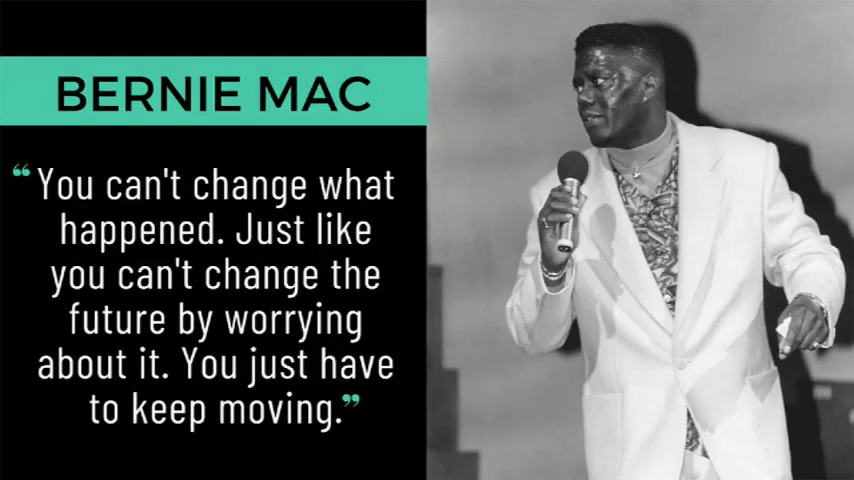 BERNIE MAC
“You can't change what
happened. Just like
you can't change the
future by worrying
about it. You just have
to keep moving.”